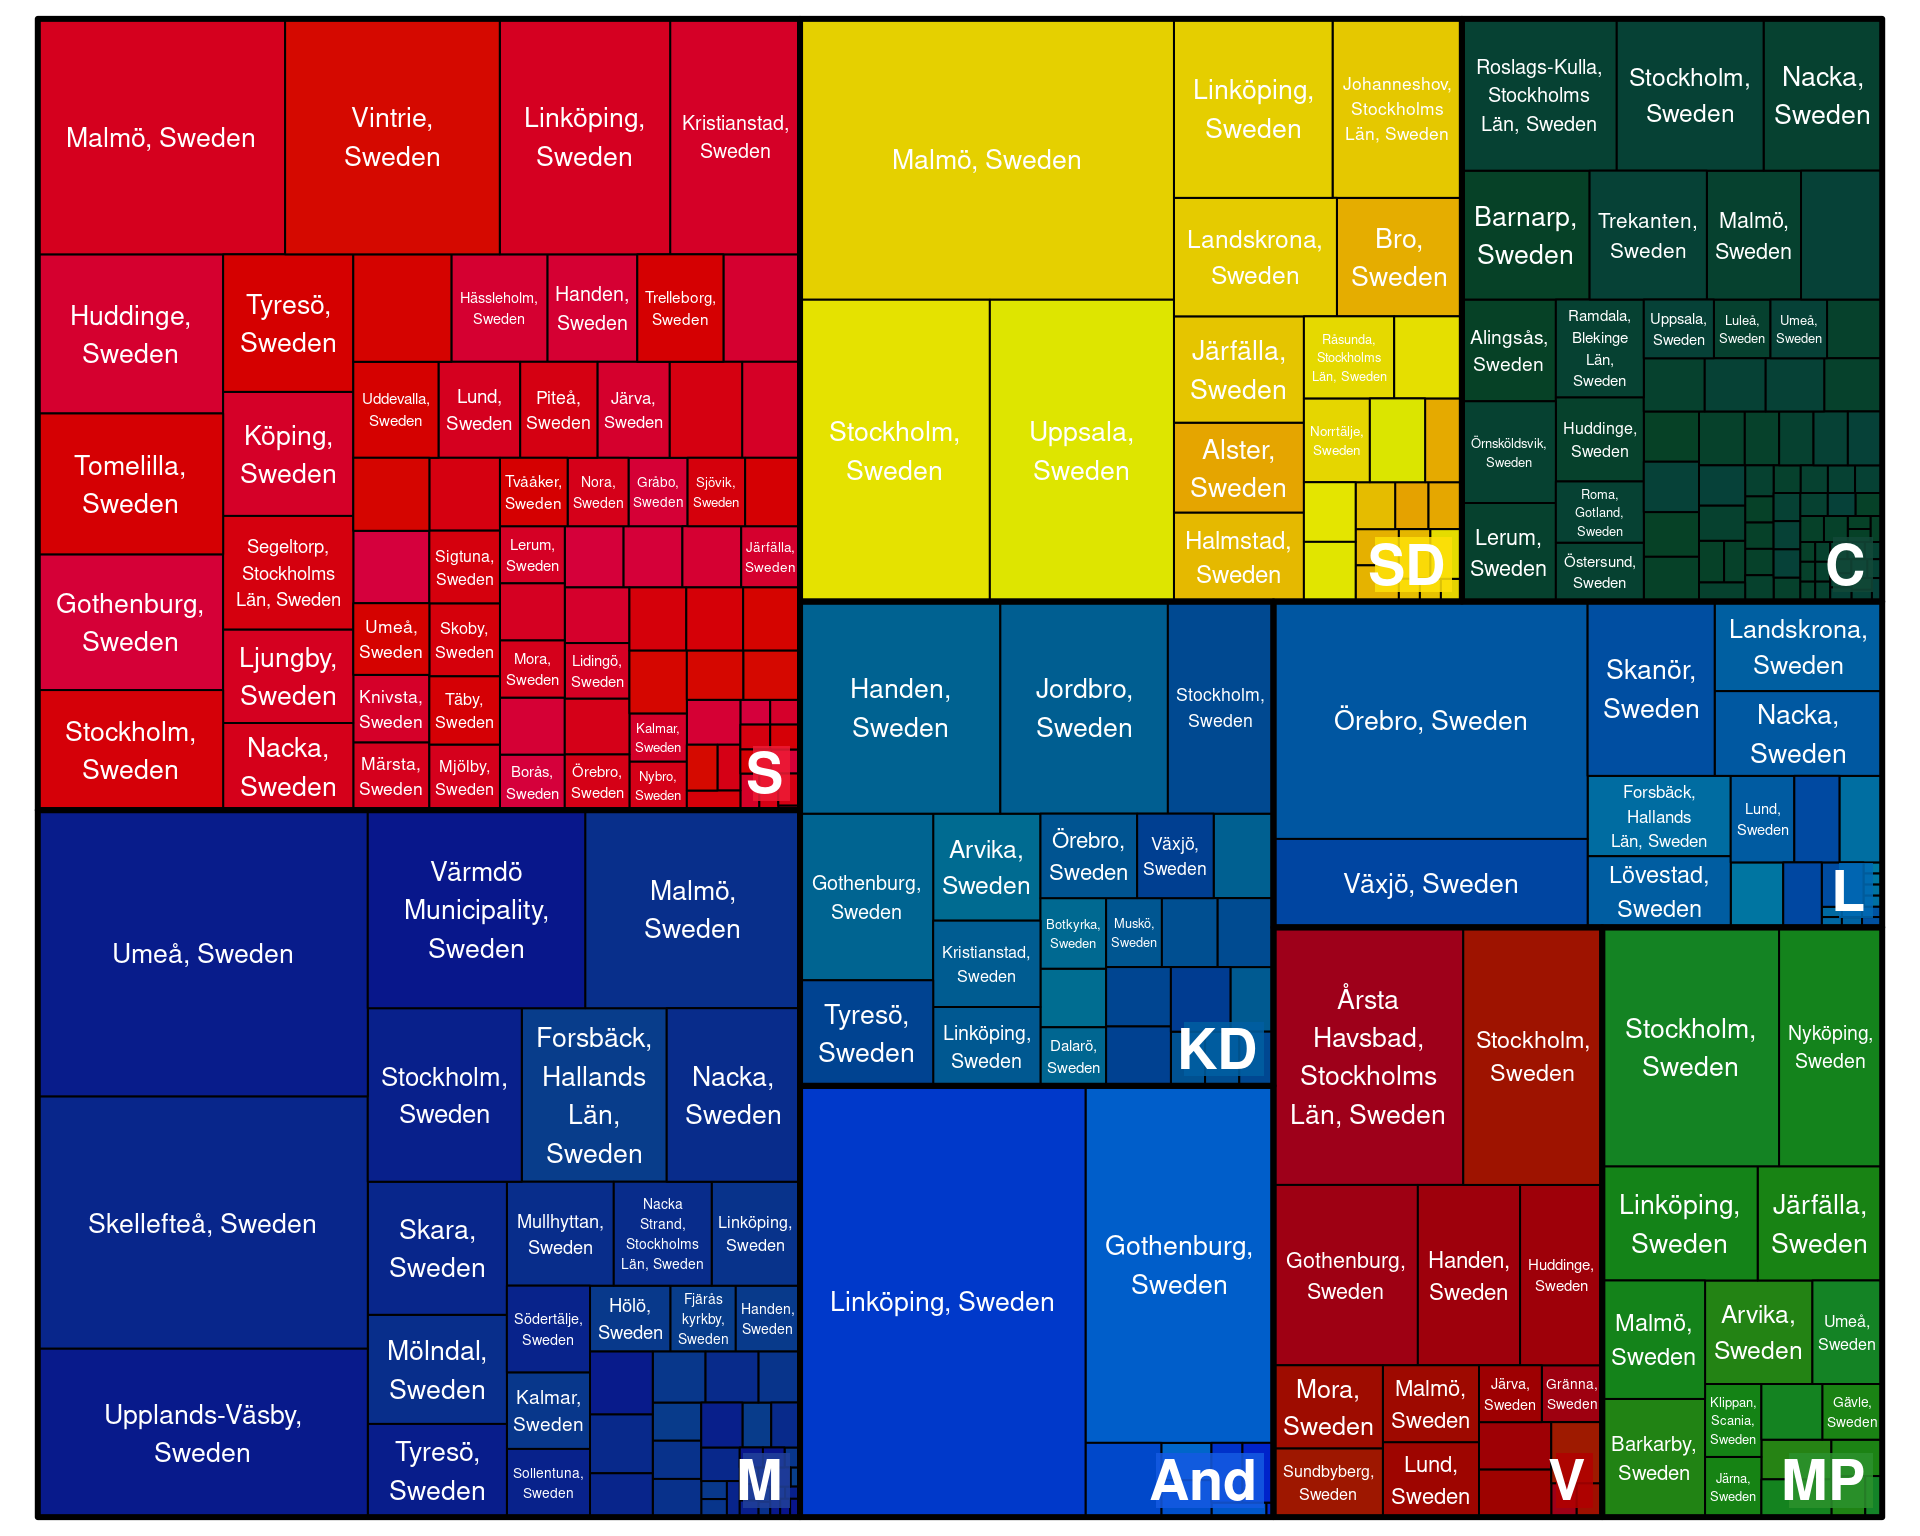 Malmö, Sweden
Vintrie,
Sweden
Linköping,
Sweden
Kristianstad,
Sweden
Huddinge,
Sweden
Tomelilla,
Sweden
Gothenburg,
Sweden
Stockholm,
Sweden
Tyresö,
Sweden
Köping,
Sweden
Segeltorp,
Stockholms
Län, Sweden
Ljungby,
Sweden
Nacka,
Sweden
Hässleholm,
Sweden
Handen,
Sweden
Trelleborg,
Sweden
Uddevalla,
Sweden
Lund,
Sweden
Piteå,
Sweden
Järva,
Sweden
Sigtuna,
Sweden
Umeå,
Sweden
Skoby,
Sweden
Knivsta,
Sweden
Täby,
Sweden
Märsta,
Sweden
Mjölby,
Sweden
Tvååker,
Sweden
Nora,
Sweden
Gråbo,
Sweden
Sjövik,
Sweden
Lerum,
Sweden
Järfälla,
Sweden
Mora,
Sweden
Lidingö,
Sweden
Borås,
Sweden
Örebro,
Sweden
Kalmar,
Sweden
Nybro,
Sweden
S
Malmö, Sweden
Stockholm,
Sweden
Uppsala,
Sweden
Linköping,
Sweden
Johanneshov,
Stockholms
Län, Sweden
Landskrona,
Sweden
Bro,
Sweden
Järfälla,
Sweden
Alster,
Sweden
Halmstad,
Sweden
Råsunda,
Stockholms
Län, Sweden
Norrtälje,
Sweden
SD
Roslags-Kulla,
Stockholms
Län, Sweden
Stockholm,
Sweden
Nacka,
Sweden
Barnarp,
Sweden
Trekanten,
Sweden
Malmö,
Sweden
Alingsås,
Sweden
Örnsköldsvik,
Sweden
Lerum,
Sweden
Ramdala,
Blekinge
Län,
Sweden
Huddinge,
Sweden
Roma,
Gotland,
Sweden
Östersund,
Sweden
Uppsala,
Sweden
Luleå,
Sweden
Umeå,
Sweden
C
Umeå, Sweden
Skellefteå, Sweden
Upplands-Väsby,
Sweden
Värmdö
Municipality,
Sweden
Malmö,
Sweden
Stockholm,
Sweden
Forsbäck,
Hallands
Län,
Sweden
Nacka,
Sweden
Skara,
Sweden
Mölndal,
Sweden
Tyresö,
Sweden
Mullhyttan,
Sweden
Nacka
Strand,
Stockholms
Län, Sweden
Linköping,
Sweden
Södertälje,
Sweden
Kalmar,
Sweden
Sollentuna,
Sweden
Hölö,
Sweden
Fjärås
kyrkby,
Sweden
Handen,
Sweden
M
Handen,
Sweden
Jordbro,
Sweden
Stockholm,
Sweden
Gothenburg,
Sweden
Tyresö,
Sweden
Arvika,
Sweden
Kristianstad,
Sweden
Linköping,
Sweden
Örebro,
Sweden
Växjö,
Sweden
Botkyrka,
Sweden
Muskö,
Sweden
Dalarö,
Sweden
KD
Örebro, Sweden
Växjö, Sweden
Skanör,
Sweden
Landskrona,
Sweden
Nacka,
Sweden
Forsbäck,
Hallands
Län, Sweden
Lövestad,
Sweden
Lund,
Sweden
L
Linköping, Sweden
Gothenburg,
Sweden
And
Årsta
Havsbad,
Stockholms
Län, Sweden
Stockholm,
Sweden
Gothenburg,
Sweden
Handen,
Sweden
Huddinge,
Sweden
Mora,
Sweden
Sundbyberg,
Sweden
Malmö,
Sweden
Lund,
Sweden
Järva,
Sweden
Gränna,
Sweden
V
Stockholm,
Sweden
Nyköping,
Sweden
Linköping,
Sweden
Järfälla,
Sweden
Malmö,
Sweden
Barkarby,
Sweden
Arvika,
Sweden
Umeå,
Sweden
Klippan,
Scania,
Sweden
Järna,
Sweden
Gävle,
Sweden
MP